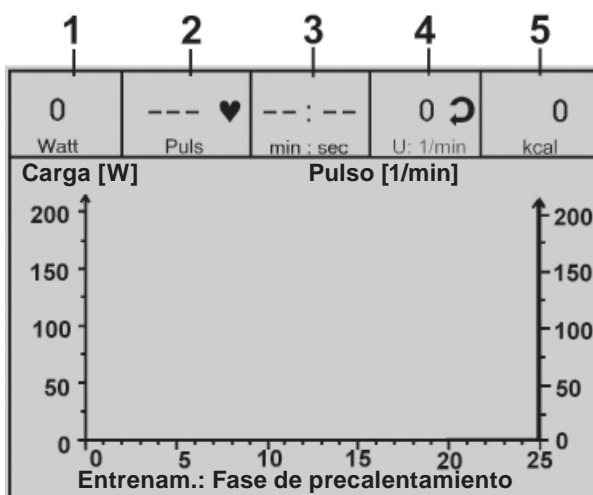 1 2 3 4 5
0 --- ♥ --:-- 0 0
Watt Puls min : sec U: 1/min kcal
Carga [W] Pulso [1/min]
200 200
150 150
100 100
50 50
0 0
0 5 10 15 20 25
Entrenam.: Fase de precalentamiento